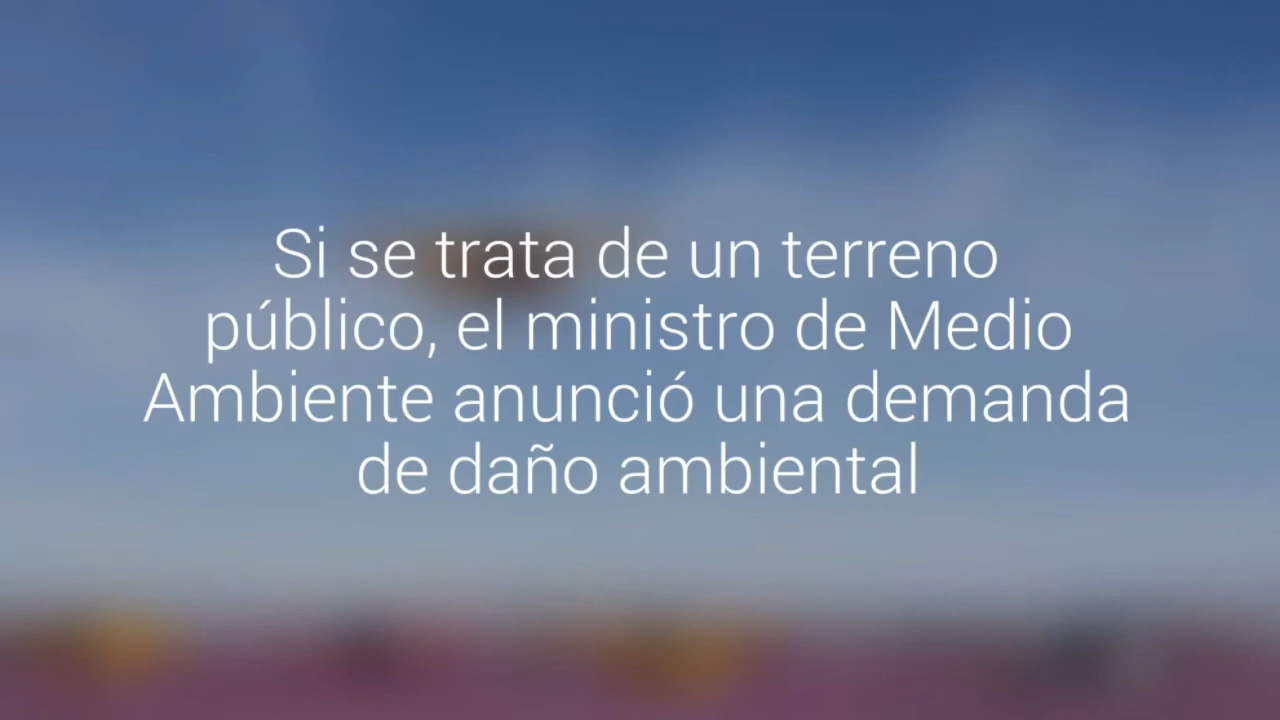 Si se trata de un terreno
público, el ministro de Medio
Ambiente anunció una demanda
de daño ambiental